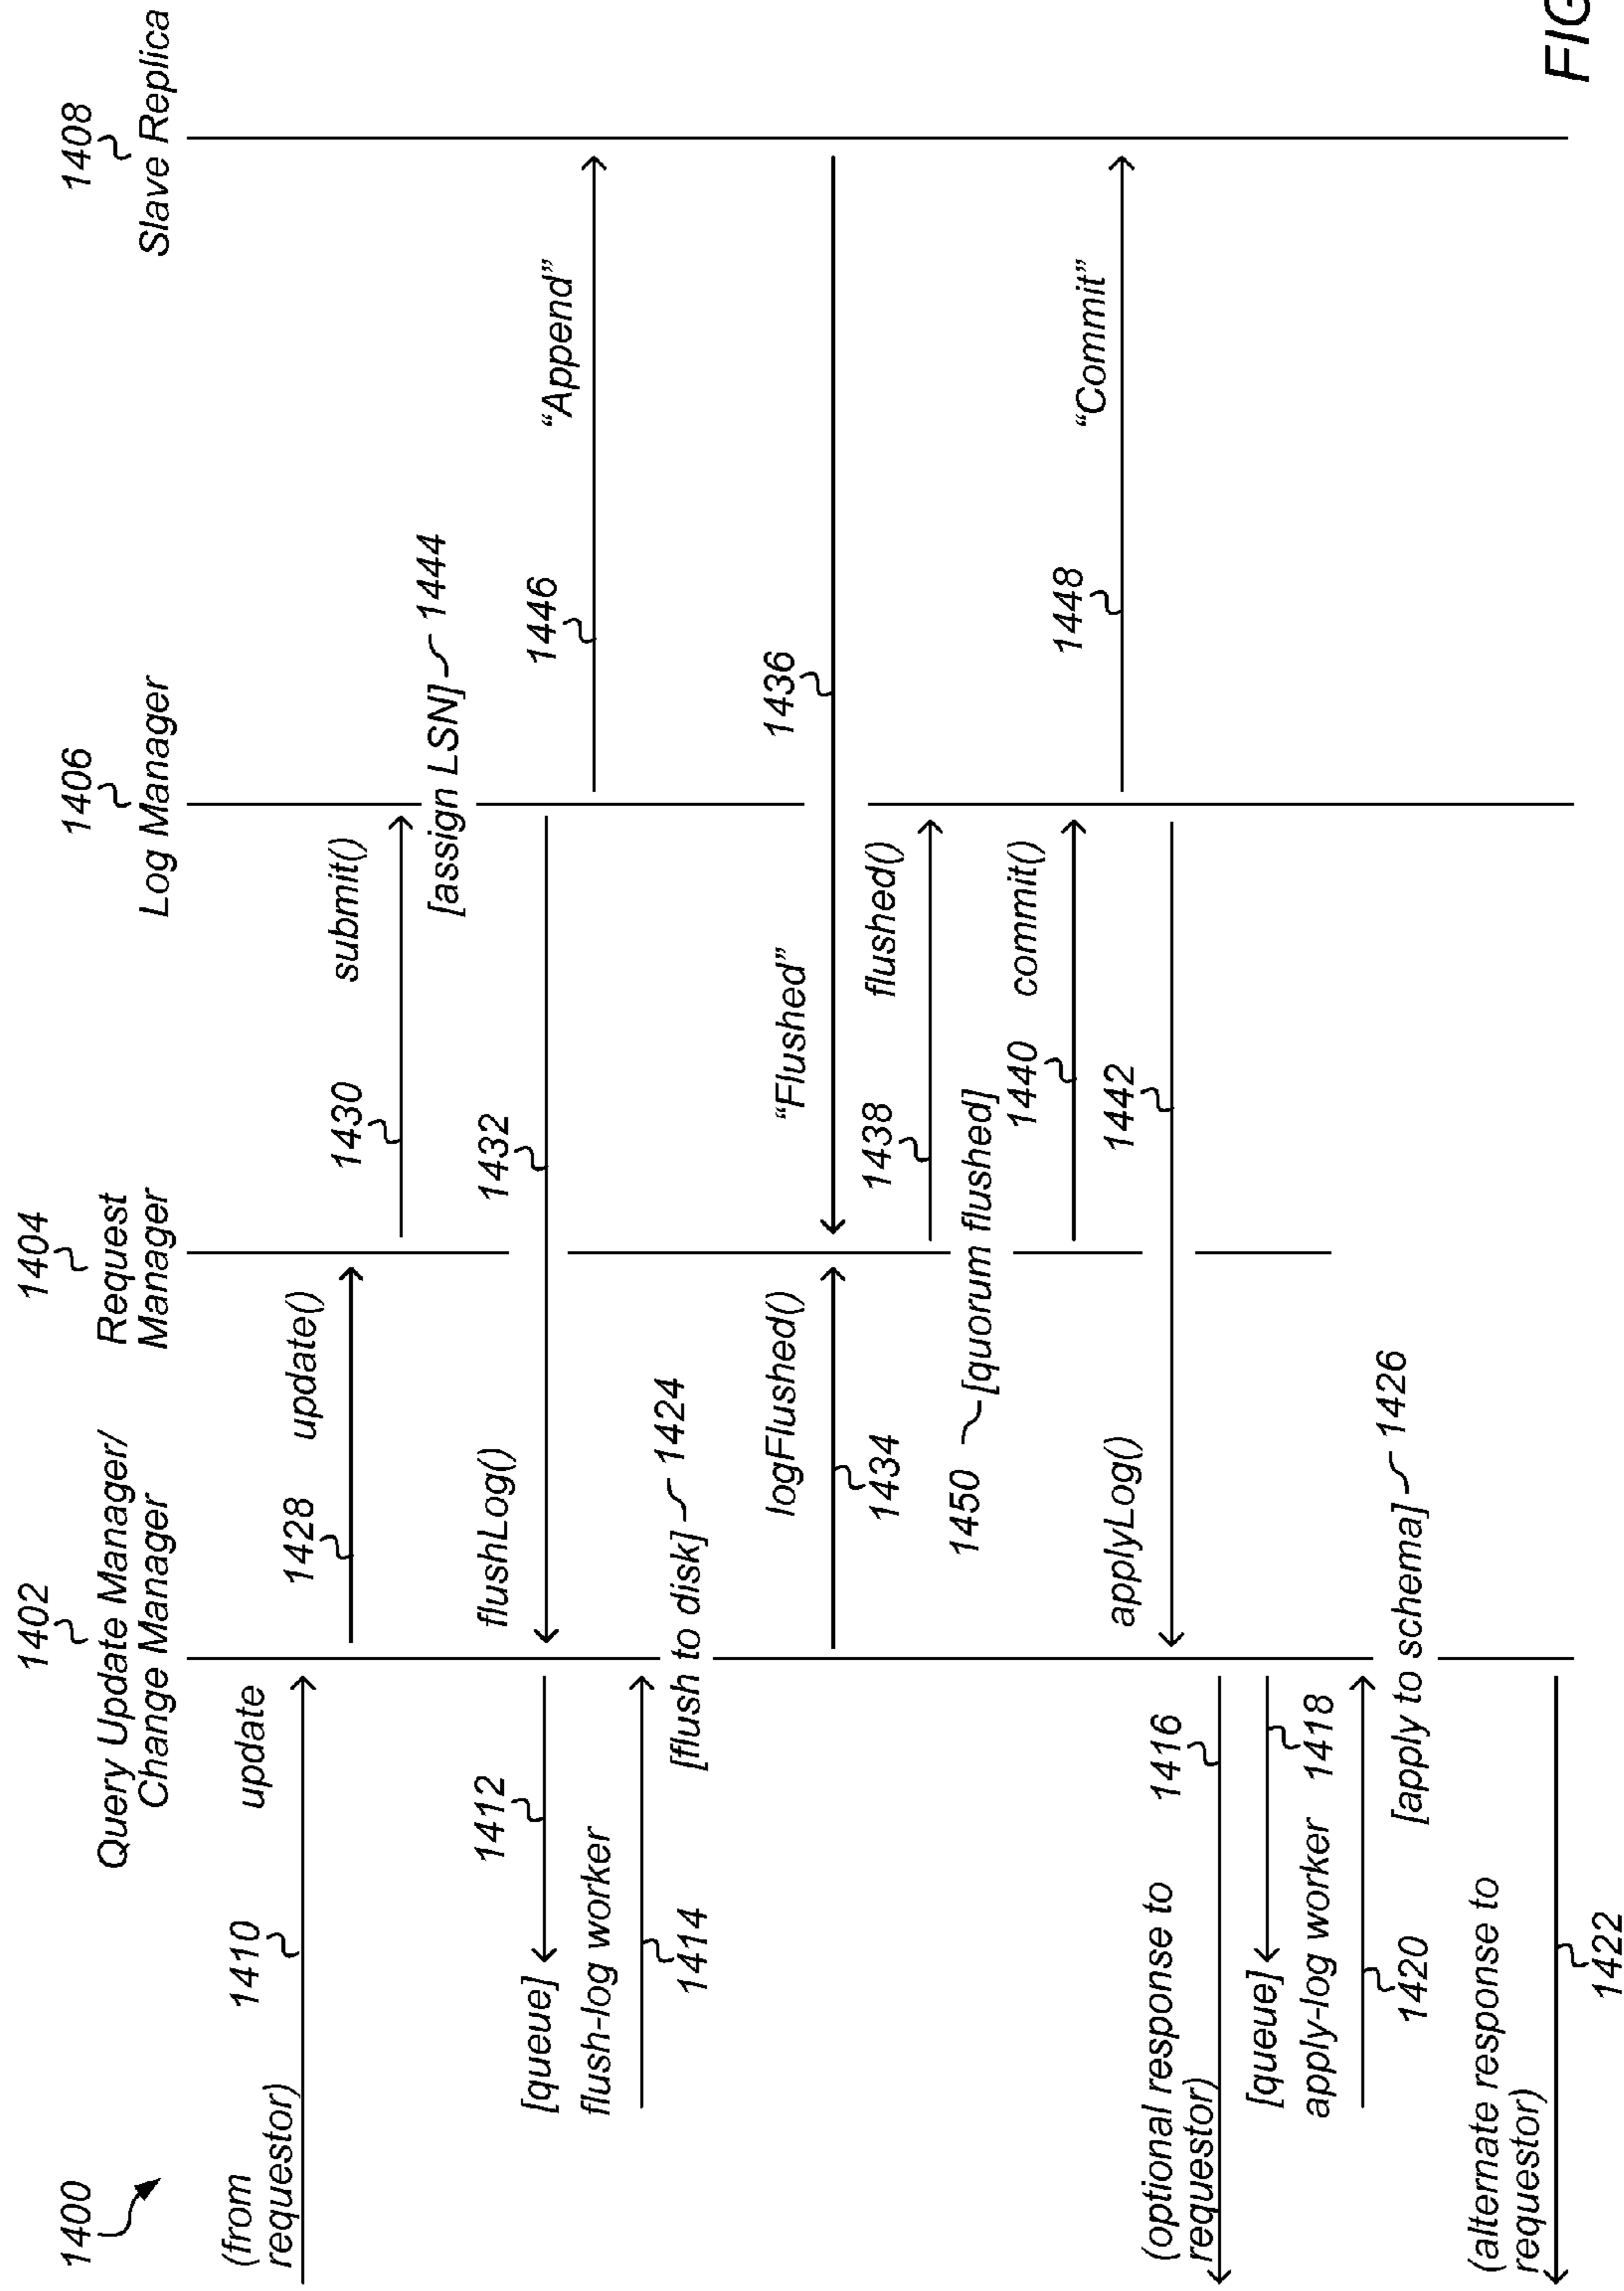 1400
1402
Query Update Manager/
Change Manager
1404
Request
Manager
1406
Log Manager
1408
Slave Replica
(from
requestor)
1410
update
1428
update()
1430
submit()
[assign LSN]
1444
flushLog()
1432
1412
[queue]
1446
"Append"
flush-log worker
1414
[flush to disk]
1424
logFlushed()
1434
"Flushed"
1436
1438
flushed()
1450
[quorum flushed]
1440
commit()
1448
"Commit"
applyLog()
1442
(optional response to
requestor)
1416
[queue]
1418
apply-log worker
1420
[apply to schema]
1426
(alternate response to
requestor)
1422
FIG